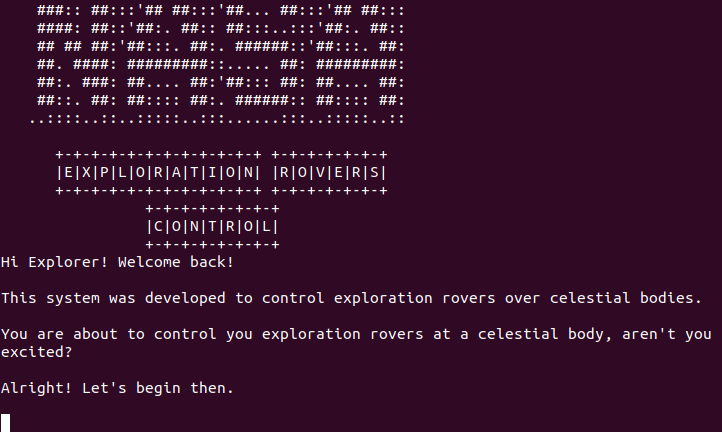 ###:: ##:::'## ##:::'##... ##:::'## ##:::
####: ##::'##:. ##:: ##:::..:::'##:. ##::
## ## ##:'##:::. ##:. ######::'##:::. ##:
##. ####: #########::..... ##: #########:
##:. ###: ##.... ##:'##::: ##: ##.... ##:
##::. ##: ##:::: ##:. ######:: ##:::: ##:
..::::..::..:::::..:::......:::..:::::..::
+-+-+-+-+-+-+-+-+-+-+-+ +-+-+-+-+-+-+
|E|X|P|L|O|R|A|T|I|O|N| |R|O|V|E|R|S|
+-+-+-+-+-+-+-+-+-+-+-+ +-+-+-+-+-+-+
+-+-+-+-+-+-+-+
|C|O|N|T|R|O|L|
+-+-+-+-+-+-+-+
Hi Explorer! Welcome back!
This system was developed to control exploration rovers over celestial bodies.
You are about to control you exploration rovers at a celestial body, aren't you
excited?
Alright! Let's begin then.